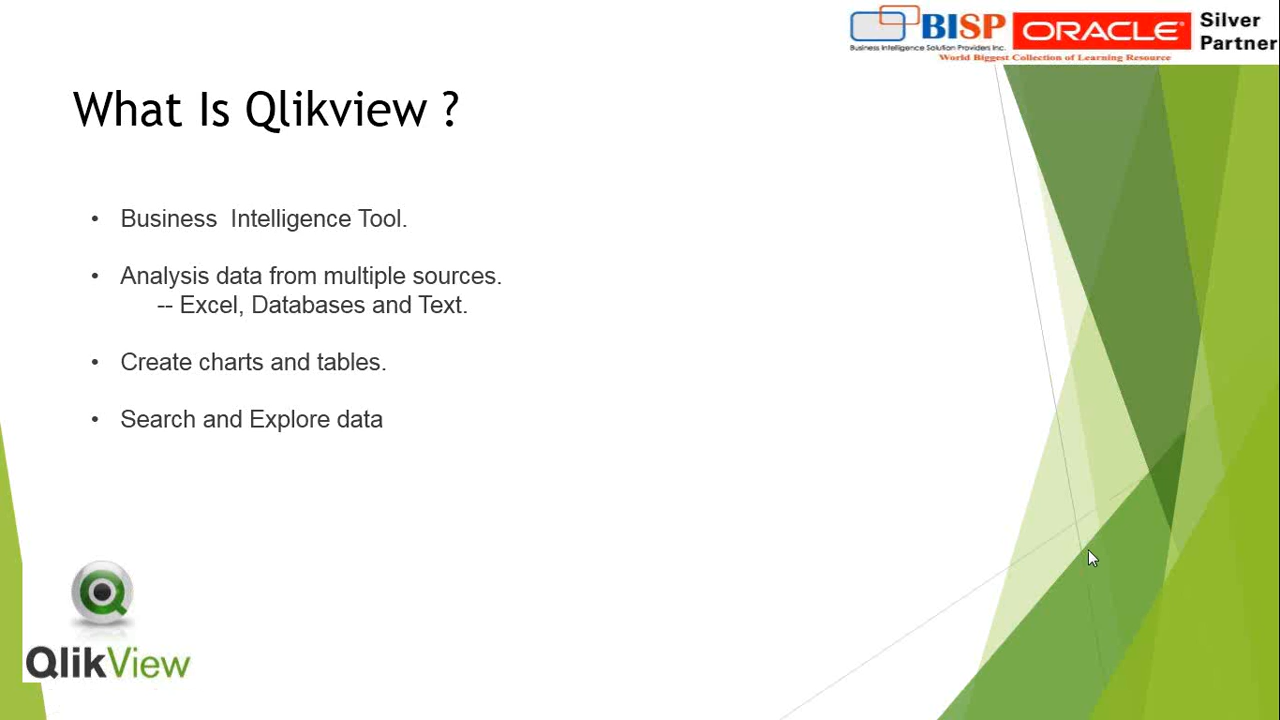 BISP
Business Intelligence Solution Providers Inc.
ORACLE
Silver
Partner
World Biggest Collection of Learning Resource
What Is Qlikview ?
• Business Intelligence Tool.
• Analysis data from multiple sources.
-- Excel, Databases and Text.
• Create charts and tables.
• Search and Explore data
QlikView